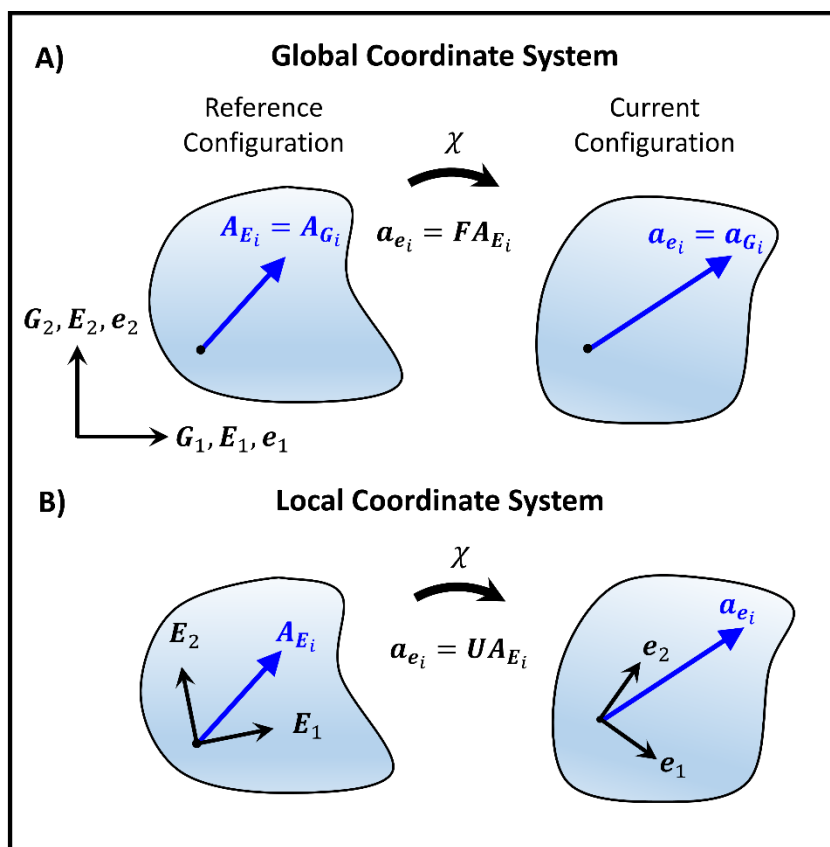 A)
Global Coordinate System
Reference
Configuration
Current
Configuration
χ
A_{E_i} = A_{G_i}
a_{e_i} = FA_{E_i}
a_{e_i} = a_{G_i}
G_2, E_2, e_2
G_1, E_1, e_1
B)
Local Coordinate System
χ
E_2
A_{E_i}
a_{e_i} = UA_{E_i}
a_{e_i}
e_2
E_1
e_1